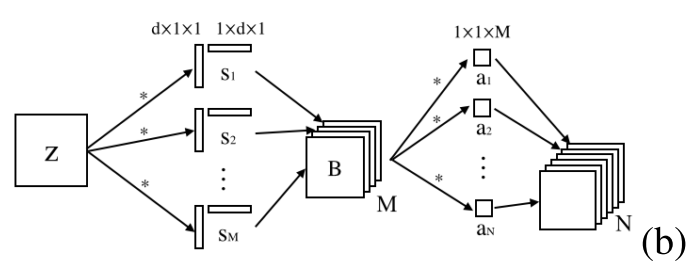 d×1×1 1×d×1 1×1×M
* s1 * a1
Z * s2 B M * a2 N
* ⋮ * ⋮
sM aN
(b)